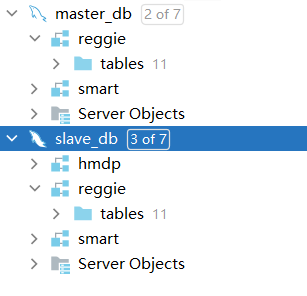 master_db 2 of 7
reggie
tables 11
smart
Server Objects
slave_db 3 of 7
hmdp
reggie
tables 11
smart
Server Objects